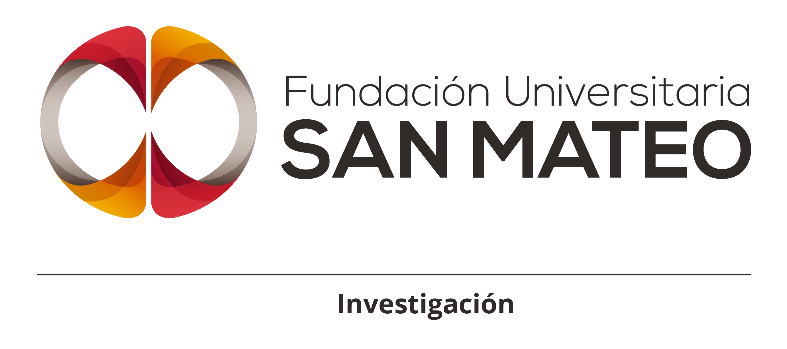 Fundación Universitaria
SAN MATEO
Investigación